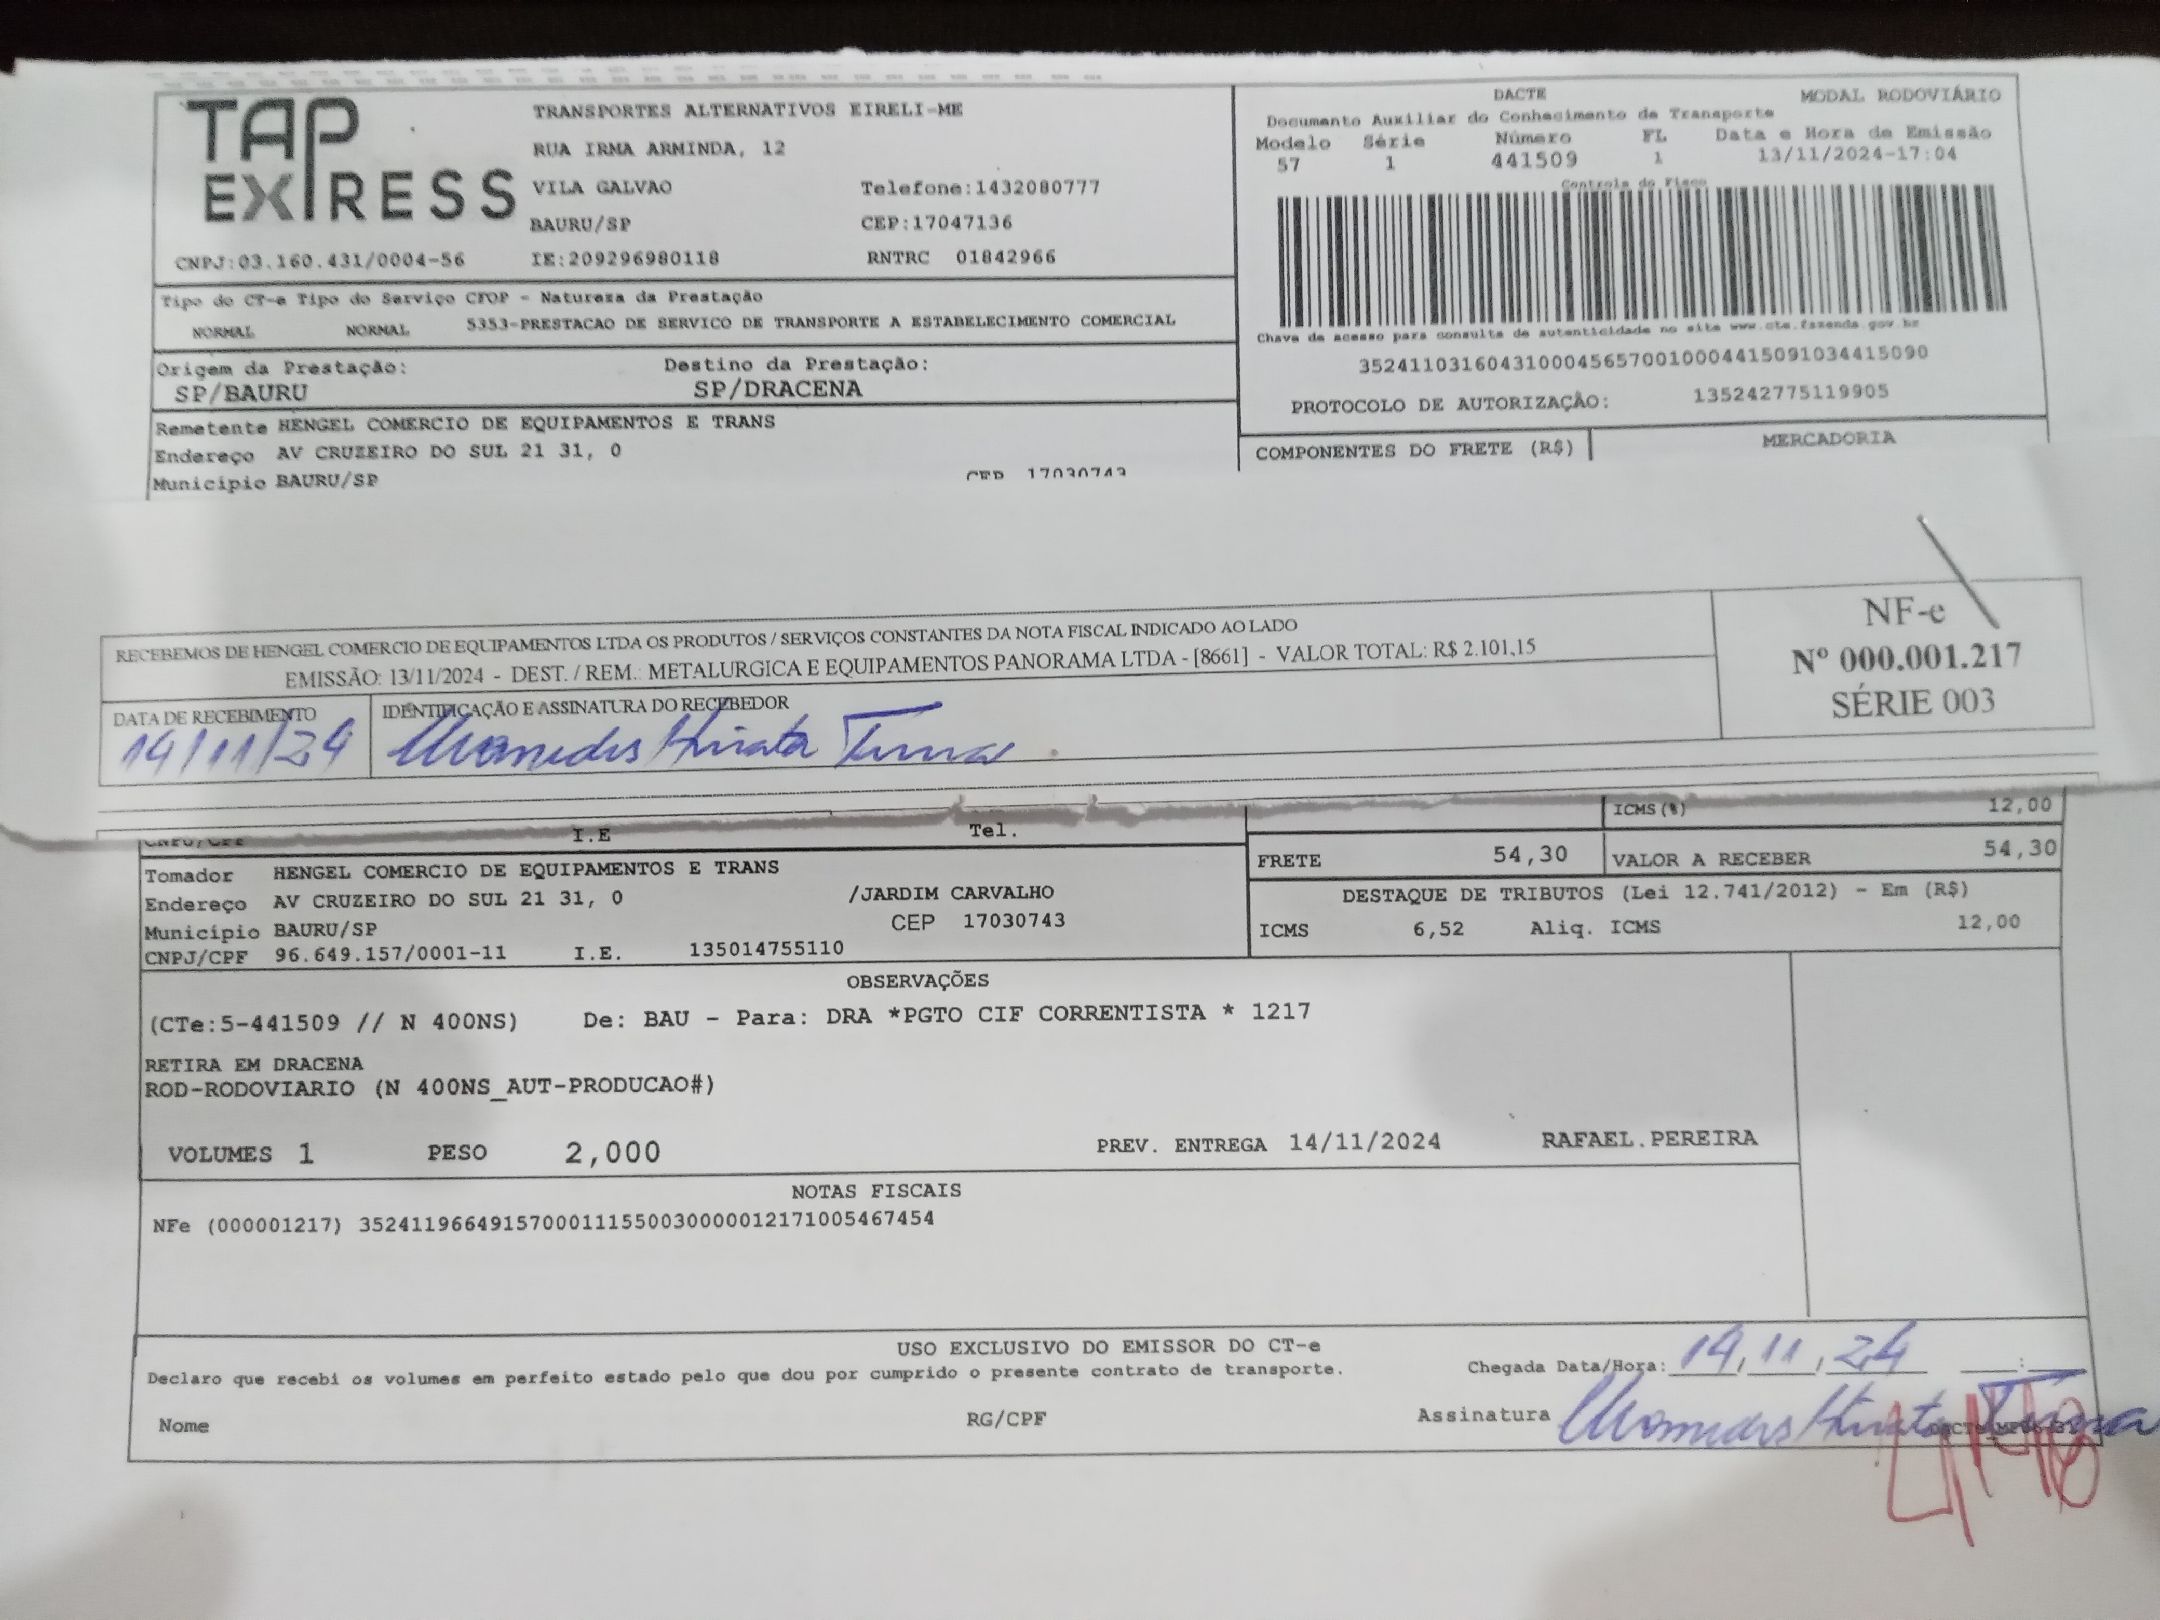 TAP EXPRESS
TRANSPORTES ALTERNATIVOS EIRELI-ME
RUA IRMA ARMINDA, 12
VILA GALVAO Telefone:1432080777
BAURU/SP CEP:17047136
CNPJ:03.160.431/0004-56 IE:209296980118 RNTRC 01842966
DACTE MODAL RODOVIÁRIO
Documento Auxiliar do Conhecimento de Transporte
Modelo Série Número FL Data e Hora de Emissão
57 1 441509 1 13/11/2024-17:04
Controle do Fisco
Chave de acesso para consulta de autenticidade no site www.cte.fazenda.gov.br
35241103160431000456570010004415091034415090
PROTOCOLO DE AUTORIZAÇÃO: 135242775119905
Tipo do CT-e Tipo do Serviço CFOP - Natureza da Prestação
NORMAL NORMAL 5353-PRESTACAO DE SERVICO DE TRANSPORTE A ESTABELECIMENTO COMERCIAL
Origem da Prestação: Destino da Prestação:
SP/BAURU SP/DRACENA
Remetente HENGEL COMERCIO DE EQUIPAMENTOS E TRANS
Endereço AV CRUZEIRO DO SUL 21 31, 0
Município BAURU/SP CEP 17030743
COMPONENTES DO FRETE (R$) MERCADORIA
RECEBEMOS DE HENGEL COMERCIO DE EQUIPAMENTOS LTDA OS PRODUTOS / SERVIÇOS CONSTANTES DA NOTA FISCAL INDICADO AO LADO
EMISSÃO: 13/11/2024 - DEST. / REM.: METALURGICA E EQUIPAMENTOS PANORAMA LTDA - [8661] - VALOR TOTAL: R$ 2.101,15
NF-e
Nº 000.001.217
SÉRIE 003
DATA DE RECEBIMENTO IDENTIFICAÇÃO E ASSINATURA DO RECEBEDOR
14/11/24
CNPJ/CPF I.E Tel.
ICMS (%) 12,00
FRETE 54,30 VALOR A RECEBER 54,30
Tomador HENGEL COMERCIO DE EQUIPAMENTOS E TRANS
Endereço AV CRUZEIRO DO SUL 21 31, 0 /JARDIM CARVALHO
Município BAURU/SP CEP 17030743
CNPJ/CPF 96.649.157/0001-11 I.E. 135014755110
DESTAQUE DE TRIBUTOS (Lei 12.741/2012) - Em (R$)
ICMS 6,52 Aliq. ICMS 12,00
OBSERVAÇÕES
(CTe:5-441509 // N 400NS) De: BAU - Para: DRA *PGTO CIF CORRENTISTA * 1217
RETIRA EM DRACENA
ROD-RODOVIARIO (N 400NS_AUT-PRODUCAO#)
VOLUMES 1 PESO 2,000 PREV. ENTREGA 14/11/2024 RAFAEL.PEREIRA
NOTAS FISCAIS
NFe (000001217) 35241196649157000111550030000012171005467454
USO EXCLUSIVO DO EMISSOR DO CT-e
Declaro que recebi os volumes em perfeito estado pelo que dou por cumprido o presente contrato de transporte.
Chegada Data/Hora: 14/11/24
Nome RG/CPF Assinatura